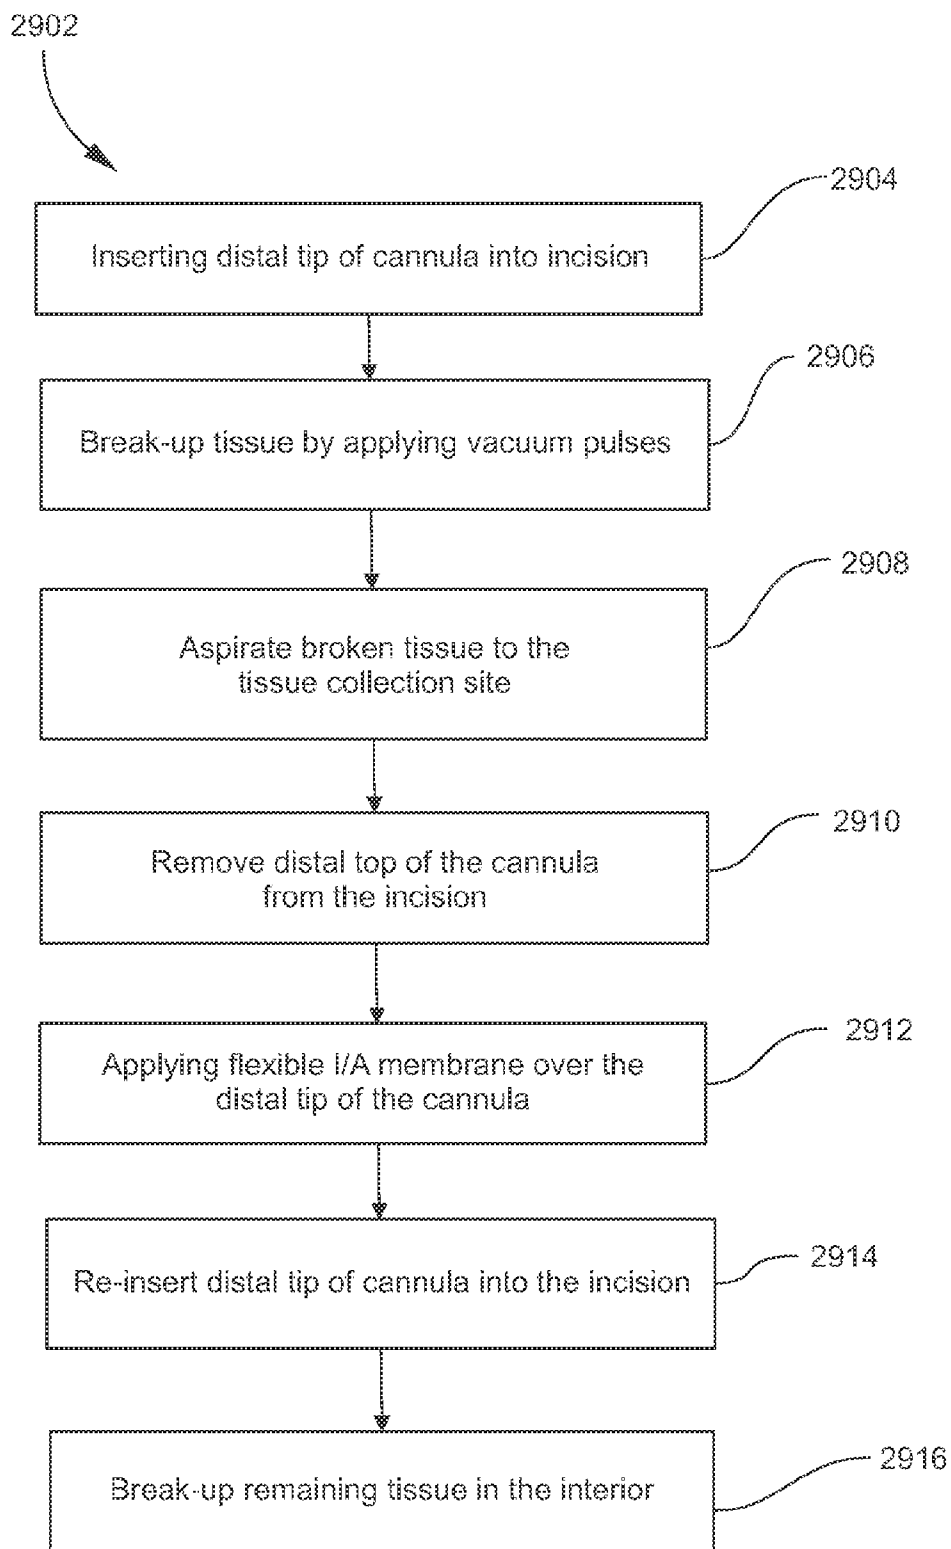 2902
2904
Inserting distal tip of cannula into incision
2906
Break-up tissue by applying vacuum pulses
2908
Aspirate broken tissue to the
tissue collection site
2910
Remove distal top of the cannula
from the incision
2912
Applying flexible I/A membrane over the
distal tip of the cannula
2914
Re-insert distal tip of cannula into the incision
2916
Break-up remaining tissue in the interior